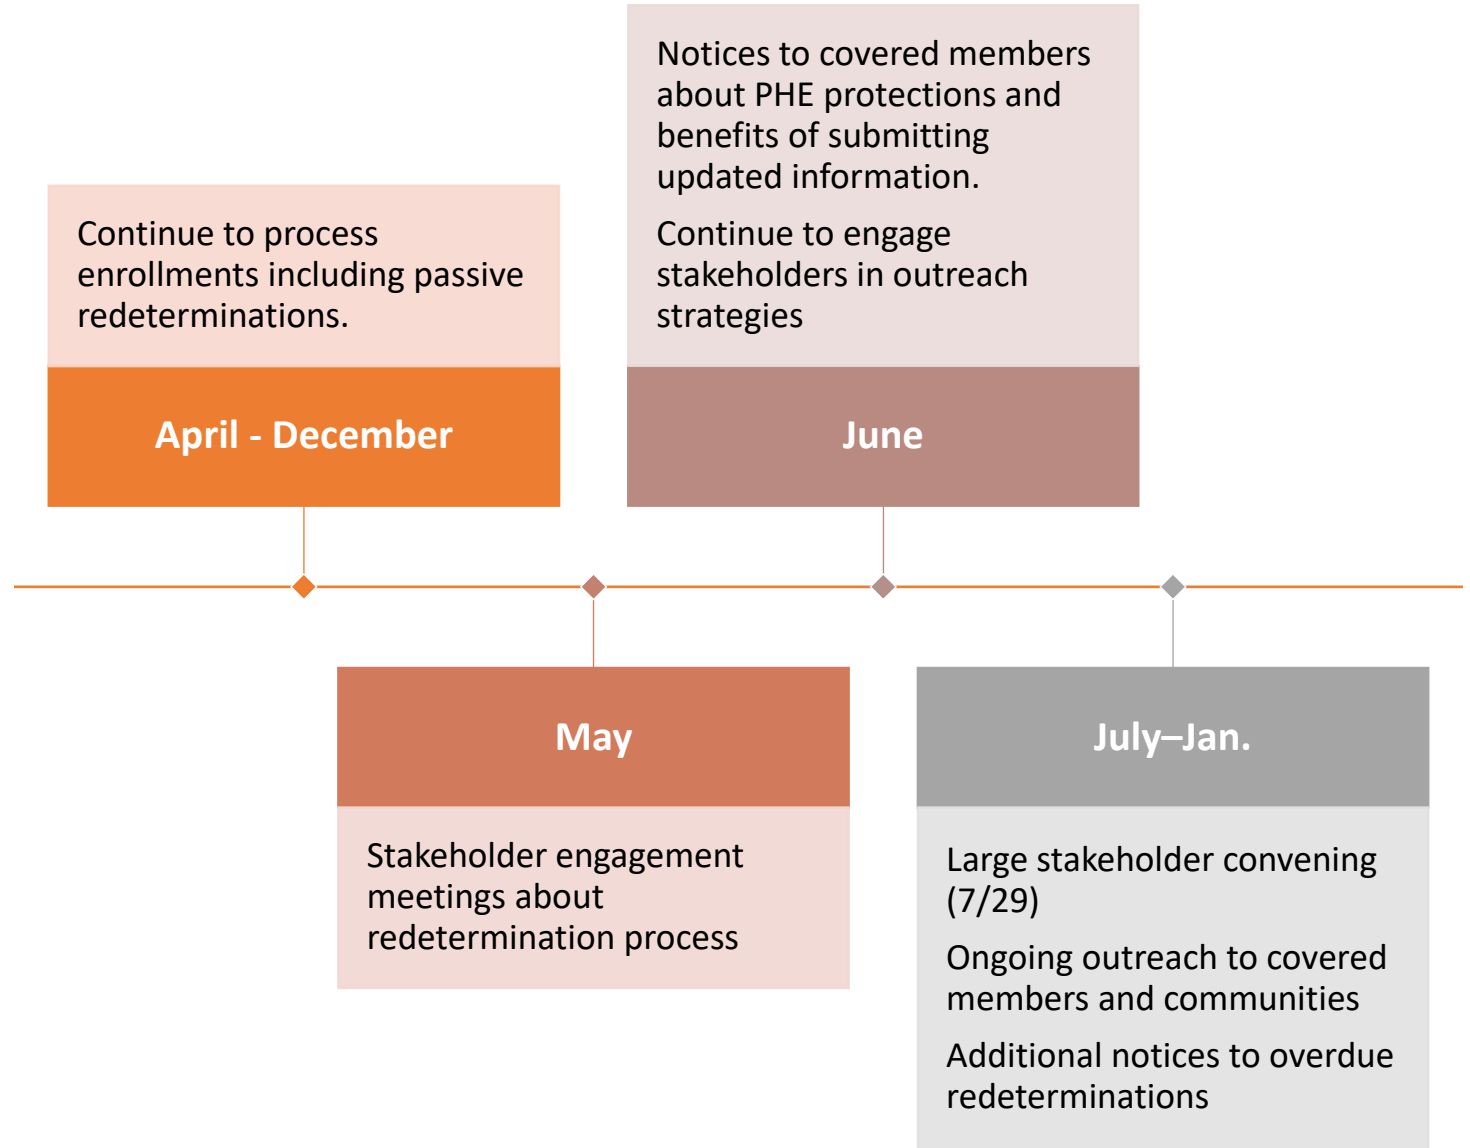 Continue to process
enrollments including passive
redeterminations.
April - December
Stakeholder engagement
meetings about
redetermination process
May
Notices to covered members
about PHE protections and
benefits of submitting
updated information.
Continue to engage
stakeholders in outreach
strategies
June
July–Jan.
Large stakeholder convening
(7/29)
Ongoing outreach to covered
members and communities
Additional notices to overdue
redeterminations